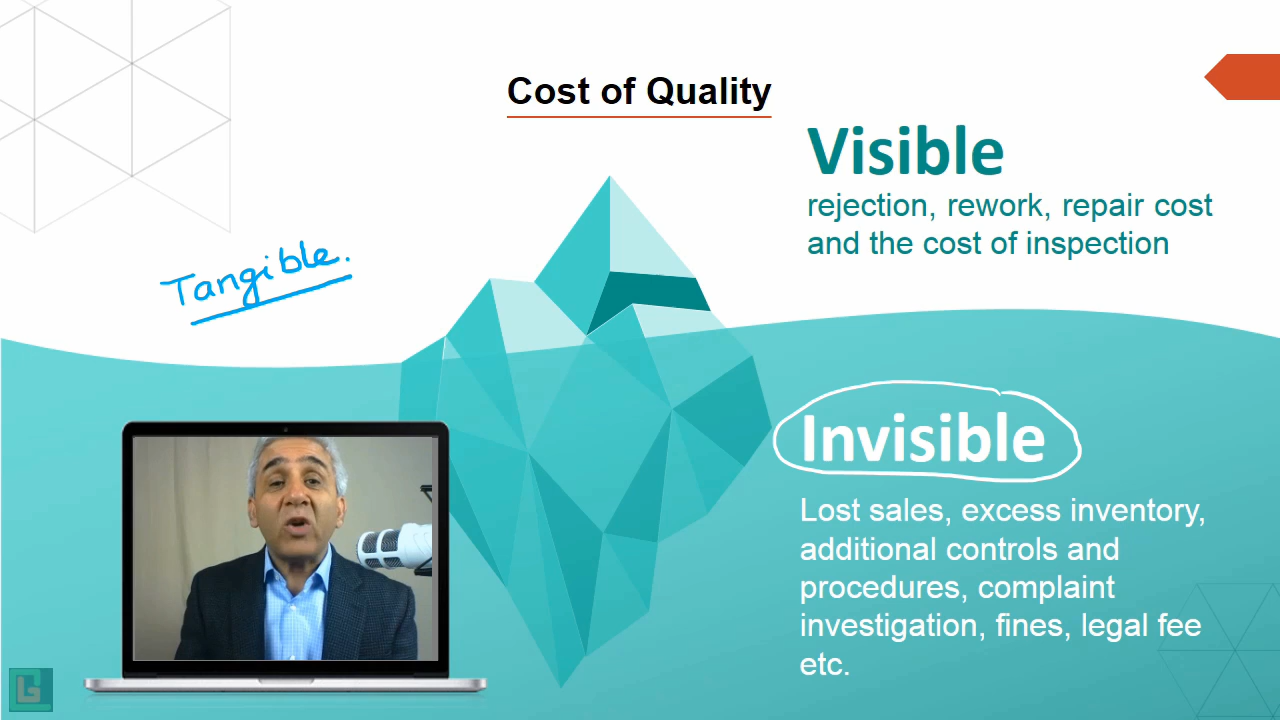 Cost of Quality
Visible
rejection, rework, repair cost
and the cost of inspection
Tangible.
Invisible
Lost sales, excess inventory,
additional controls and
procedures, complaint
investigation, fines, legal fee
etc.